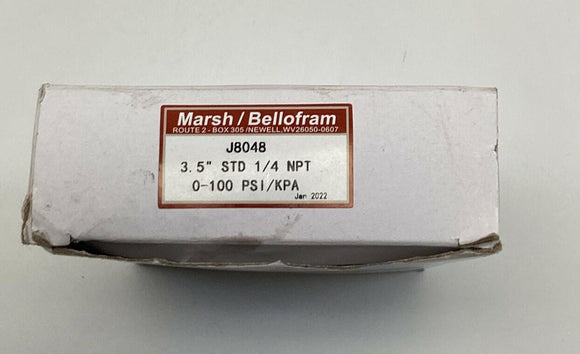 Marsh / Bellofram
ROUTE 2 - BOX 305 /NEWELL,WV26050-0607
J8048
3.5" STD 1/4 NPT
0-100 PSI/KPA
Jan 2022